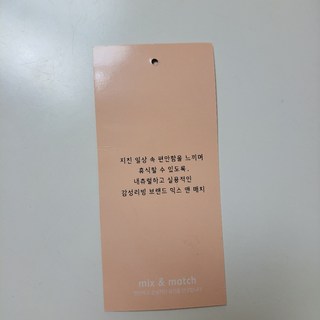 지친 일상 속 편안함을 느끼며
휴식할 수 있도록,
내츄럴하고 실용적인
감성리빙 브랜드 믹스 앤 매치
mix & match